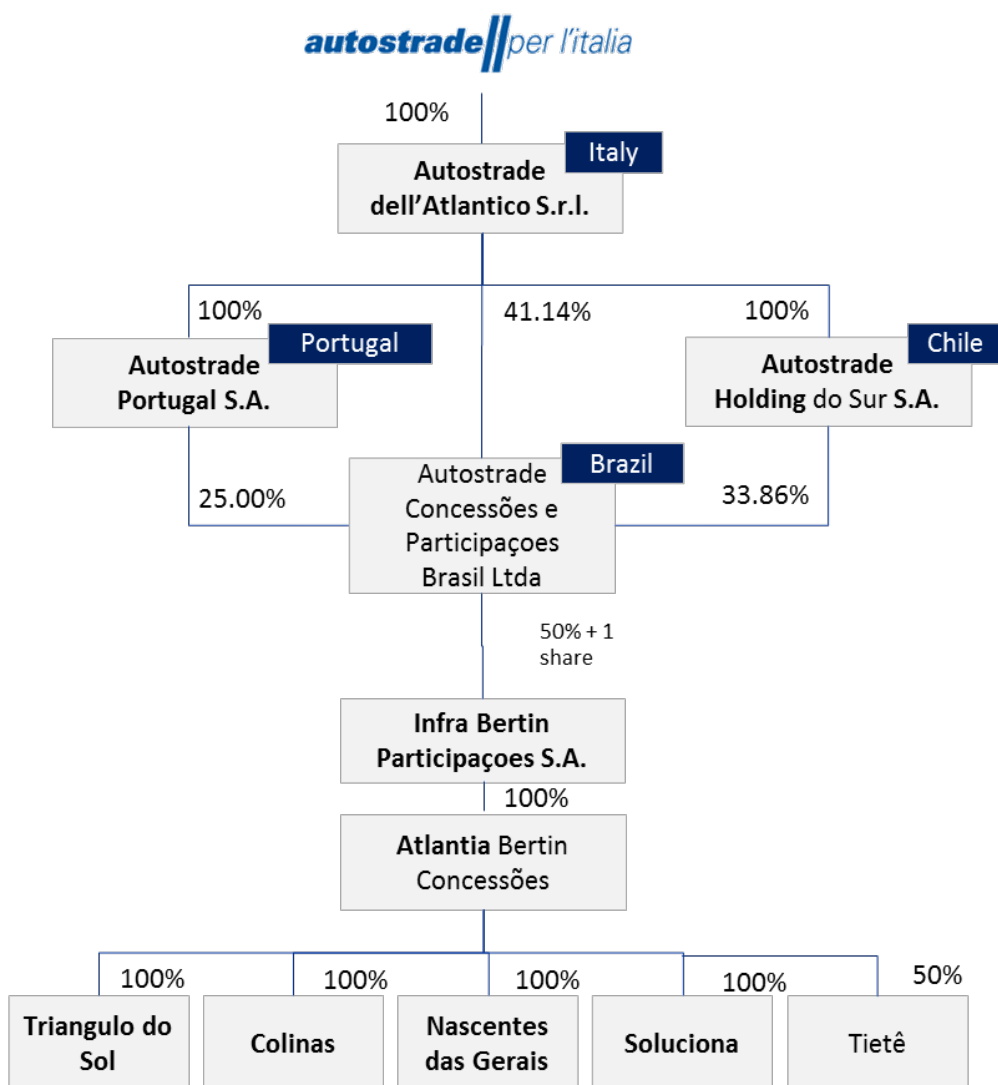 autostrade//per l'italia
100%
Italy
Autostrade
dell'Atlantico S.r.l.
100%
41.14%
100%
Portugal
Chile
Autostrade
Portugal S.A.
Autostrade
Holding do Sur S.A.
Brazil
25.00%
Autostrade
Concessões e
Participaçoes
Brasil Ltda
33.86%
50% + 1
share
Infra Bertin
Participaçoes S.A.
100%
Atlantia Bertin
Concessões
100%
100%
100%
100%
50%
Triangulo do
Sol
Colinas
Nascentes
das Gerais
Soluciona
Tietê